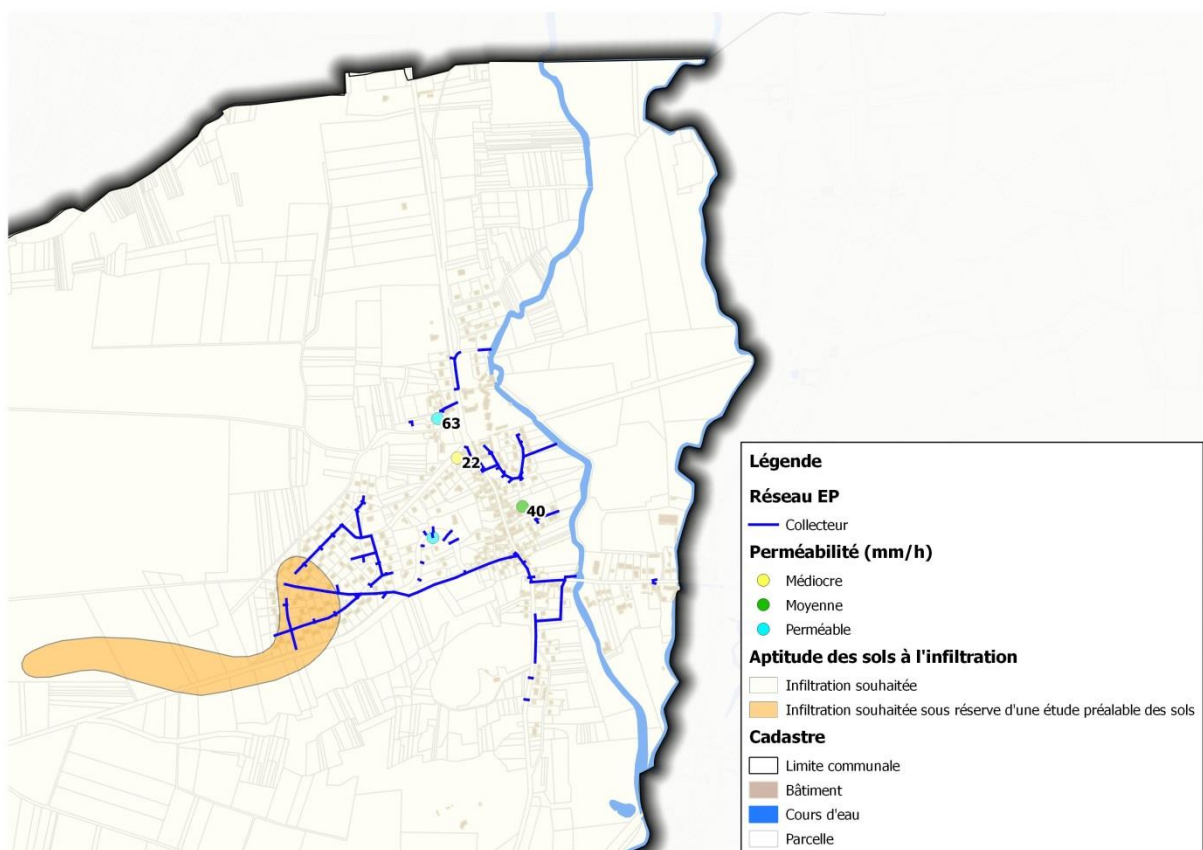 63
22
40
Légende
Réseau EP
Collecteur
Perméabilité (mm/h)
Médiocre
Moyenne
Perméable
Aptitude des sols à l'infiltration
Infiltration souhaitée
Infiltration souhaitée sous réserve d'une étude préalable des sols
Cadastre
Limite communale
Bâtiment
Cours d'eau
Parcelle